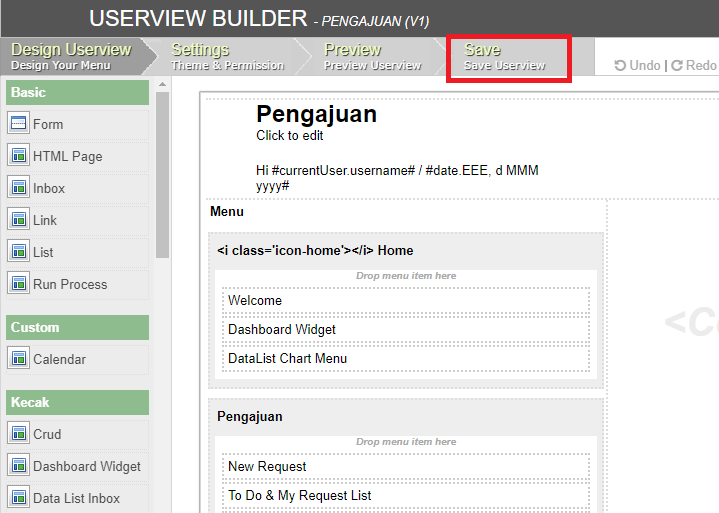 USERVIEW BUILDER - PENGAJUAN (V1)
Design Userview
Design Your Menu
Settings
Theme & Permission
Preview
Preview Userview
Save
Save Userview
Undo | Redo
Basic
Form
HTML Page
Inbox
Link
List
Run Process
Custom
Calendar
Kecak
Crud
Dashboard Widget
Data List Inbox
Pengajuan
Click to edit
Hi #currentUser.username# / #date.EEE, d MMM
yyyy#
Menu
<i class='icon-home'></i> Home
Drop menu item here
Welcome
Dashboard Widget
DataList Chart Menu
Pengajuan
Drop menu item here
New Request
To Do & My Request List